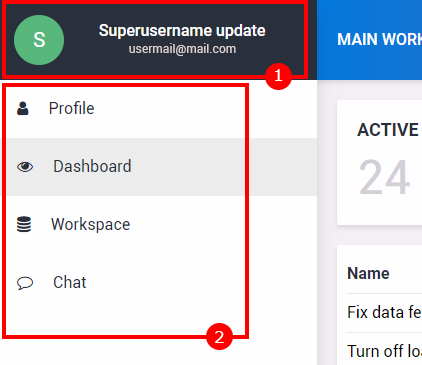 S
Superusername update
usermail@mail.com
1
MAIN WORK
Profile
Dashboard
Workspace
Chat
2
ACTIVE
24
Name
Fix data fe
Turn off loa